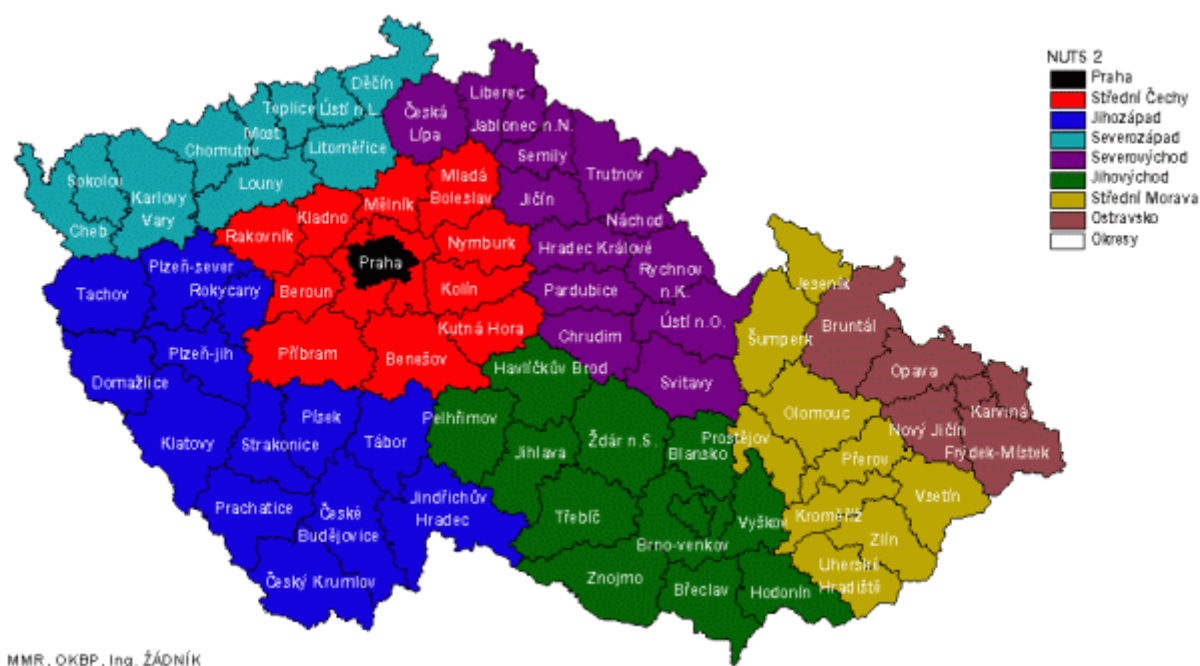 NUTS 2
Praha
Střední Čechy
Jihozápad
Severozápad
Severovýchod
Jihovýchod
Střední Morava
Ostravsko
Okresy
Děčín
Teplice
Ústí n.L.
Most
Chomutov
Litoměřice
Sokolov
Karlovy
Vary
Louny
Cheb
Česká
Lípa
Liberec
Jablonec n.N.
Semily
Trutnov
Jičín
Náchod
Hradec Králové
Rychnov
n.K.
Pardubice
Chrudim
Ústí n.O.
Svitavy
Mladá
Boleslav
Mělník
Kladno
Rakovník
Nymburk
Praha
Beroun
Kolín
Kutná Hora
Příbram
Benešov
Plzeň-sever
Tachov
Rokycany
Plzeň-jih
Domažlice
Klatovy
Písek
Strakonice
Tábor
Prachatice
České
Budějovice
Jindřichův
Hradec
Český Krumlov
Havlíčkův Brod
Pelhřimov
Jihlava
Ždár n.S.
Blansko
Třebíč
Brno-venkov
Vyškov
Znojmo
Břeclav
Hodonín
Jeseník
Šumperk
Olomouc
Prostějov
Přerov
Kroměříž
Vsetín
Zlín
Uherské
Hradiště
Bruntál
Opava
Karviná
Nový Jičín
Frýdek-Místek
MMR, OKBP, Ing. ŽÁDNÍK